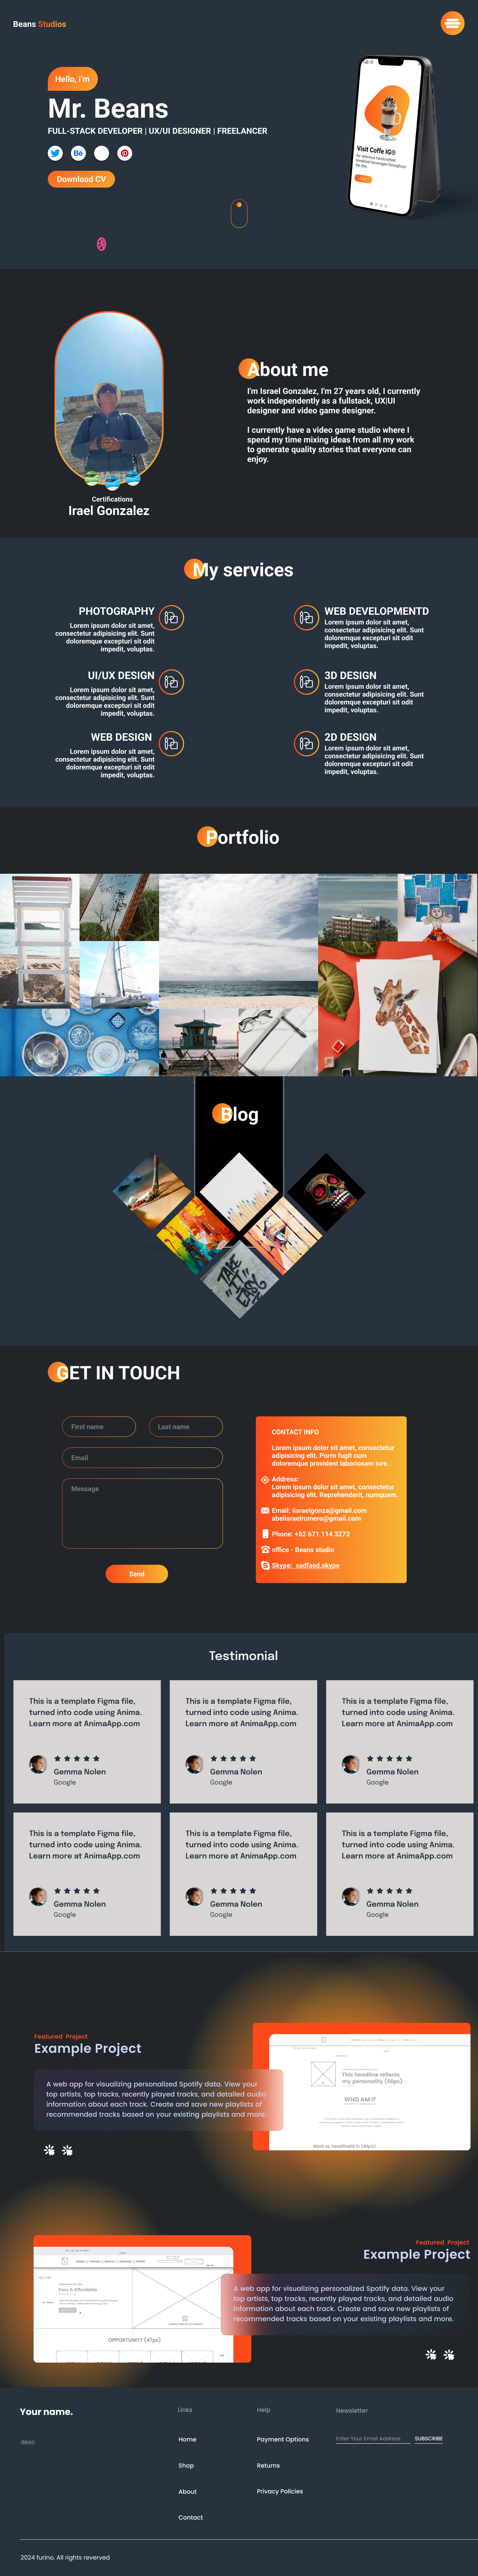 Beans Studios
Hello, i'm
Mr. Beans
FULL-STACK DEVELOPER | UX/UI DESIGNER | FREELANCER
Bē
Download CV
Visit Coffe IG®
For delicious handcrafted
beverages and great tasting
breakfast
About me
I'm Israel Gonzalez, I'm 27 years old, I currently
work independently as a fullstack, UX|UI
designer and video game designer.
I currently have a video game studio where I
spend my time mixing ideas from all my work
to generate quality stories that everyone can
enjoy.
Certifications
Irael Gonzalez
My services
PHOTOGRAPHY
Lorem ipsum dolor sit amet,
consectetur adipisicing elit. Sunt
doloremque excepturi sit odit
impedit, voluptas.
WEB DEVELOPMENTD
Lorem ipsum dolor sit amet,
consectetur adipisicing elit. Sunt
doloremque excepturi sit odit
impedit, voluptas.
UI/UX DESIGN
Lorem ipsum dolor sit amet,
consectetur adipisicing elit. Sunt
doloremque excepturi sit odit
impedit, voluptas.
3D DESIGN
Lorem ipsum dolor sit amet,
consectetur adipisicing elit. Sunt
doloremque excepturi sit odit
impedit, voluptas.
WEB DESIGN
Lorem ipsum dolor sit amet,
consectetur adipisicing elit. Sunt
doloremque excepturi sit odit
impedit, voluptas.
2D DESIGN
Lorem ipsum dolor sit amet,
consectetur adipisicing elit. Sunt
doloremque excepturi sit odit
impedit, voluptas.
Portfolio
Blog
TAKE
"IT"
EASY
GET IN TOUCH
First name
Last name
Email
Message
Send
CONTACT INFO
Lorem ipsum dolor sit amet, consectetur
adipisicing elit. Porro fugit cum
doloremque provident laboriosam iure.
Address:
Lorem ipsum dolor sit amet, consectetur
adipisicing elit. Reprehenderit, numquam.
Email: iisraelgonza@gmail.com
abelisraelromero@gmail.com
Phone: +52 671 114 3273
office - Beans studio
Skype: sadfasd.skype
Testimonial
This is a template Figma file,
turned into code using Anima.
Learn more at AnimaApp.com
Gemma Nolen
Google
This is a template Figma file,
turned into code using Anima.
Learn more at AnimaApp.com
Gemma Nolen
Google
This is a template Figma file,
turned into code using Anima.
Learn more at AnimaApp.com
Gemma Nolen
Google
This is a template Figma file,
turned into code using Anima.
Learn more at AnimaApp.com
Gemma Nolen
Google
This is a template Figma file,
turned into code using Anima.
Learn more at AnimaApp.com
Gemma Nolen
Google
This is a template Figma file,
turned into code using Anima.
Learn more at AnimaApp.com
Gemma Nolen
Google
Featured Project
Example Project
A web app for visualizing personalized Spotify data. View your
top artists, top tracks, recently played tracks, and detailed audio
information about each track. Create and save new playlists of
recommended tracks based on your existing playlists and more.
This headline reflects
my personality (56px)
WHO AM I?
Work ex. headline8 in (40px)
Featured Project
Example Project
A web app for visualizing personalized Spotify data. View your
top artists, top tracks, recently played tracks, and detailed audio
information about each track. Create and save new playlists of
recommended tracks based on your existing playlists and more.
Easy & Affordable
OPPORTUNITY (47px)
Your name.
desc
Links
Home
Shop
About
Contact
Help
Payment Options
Returns
Privacy Policies
Newsletter
Enter Your Email Address
SUBSCRIBE
2024 furino. All rights reverved